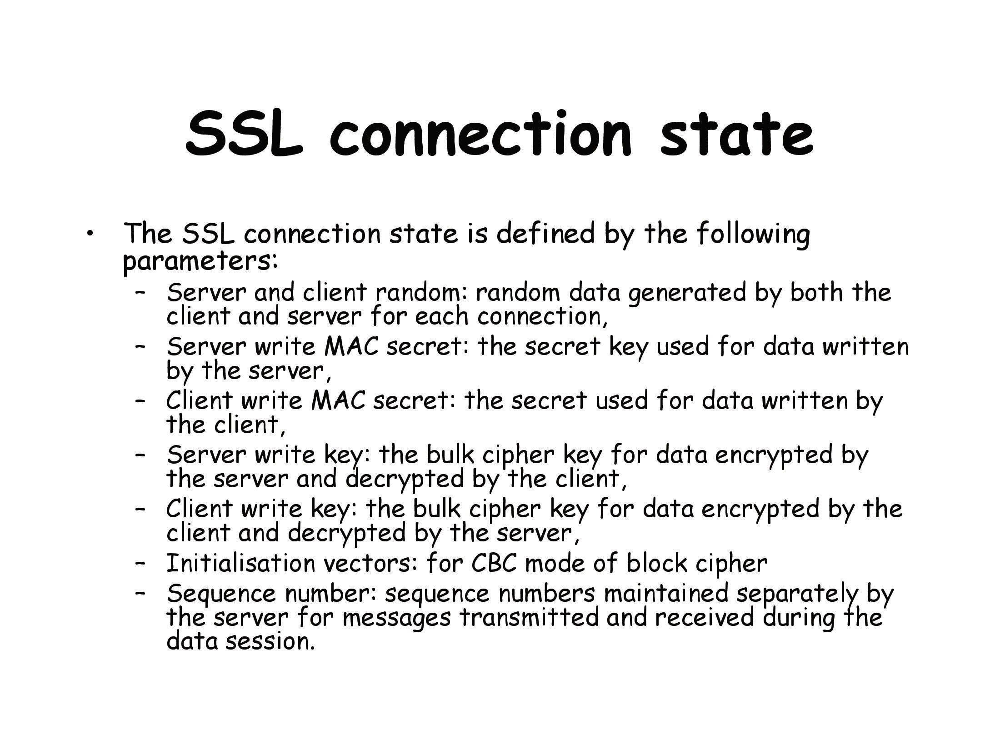 SSL connection state
• The SSL connection state is defined by the following
parameters:
– Server and client random: random data generated by both the
client and server for each connection,
– Server write MAC secret: the secret key used for data written
by the server,
– Client write MAC secret: the secret used for data written by
the client,
– Server write key: the bulk cipher key for data encrypted by
the server and decrypted by the client,
– Client write key: the bulk cipher key for data encrypted by the
client and decrypted by the server,
– Initialisation vectors: for CBC mode of block cipher
– Sequence number: sequence numbers maintained separately by
the server for messages transmitted and received during the
data session.